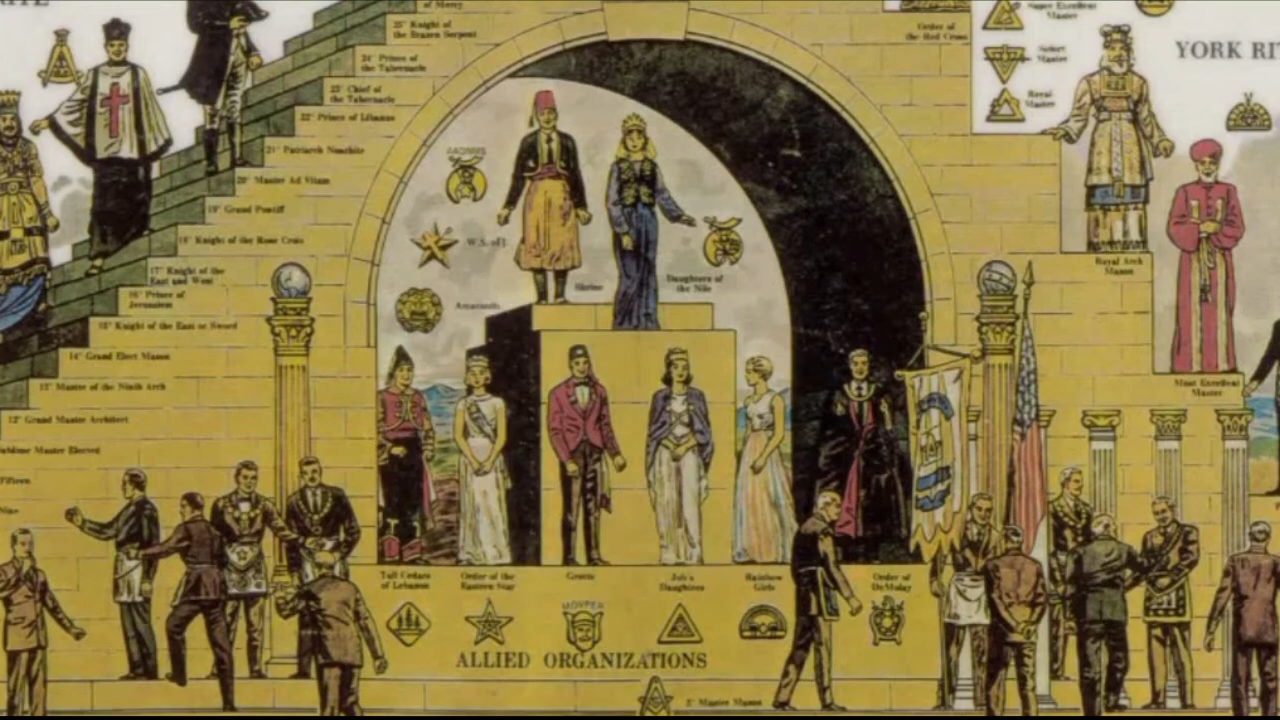 RITE
of Mercy
25° Knight of
the Brazen Serpent
24° Prince of
the Tabernacle
23° Chief of
the Tabernacle
22° Prince of Libanus
21° Patriarch Noachite
20° Master Ad Vitam
19° Grand Pontiff
18° Knight of the Rose Croix
17° Knight of the
East and West
16° Prince of
Jerusalem
15° Knight of the East or Sword
14° Grand Elect Mason
13° Master of the Ninth Arch
12° Grand Master Architect
Sublime Master Elected
Fifteen
Nine
Order of
the Red Cross
Super Excellent
Master
Select
Master
Royal
Master
YORK RI
Royal Arch
Mason
Most Excellent
Master
Amaranth
Shrine
Daughters of
the Nile
Tall Cedars
of Lebanon
Order of the
Eastern Star
Grotto
Job's
Daughters
Rainbow
Girls
Order of
DeMolay
MOVPER
ALLIED ORGANIZATIONS
3° Master Mason